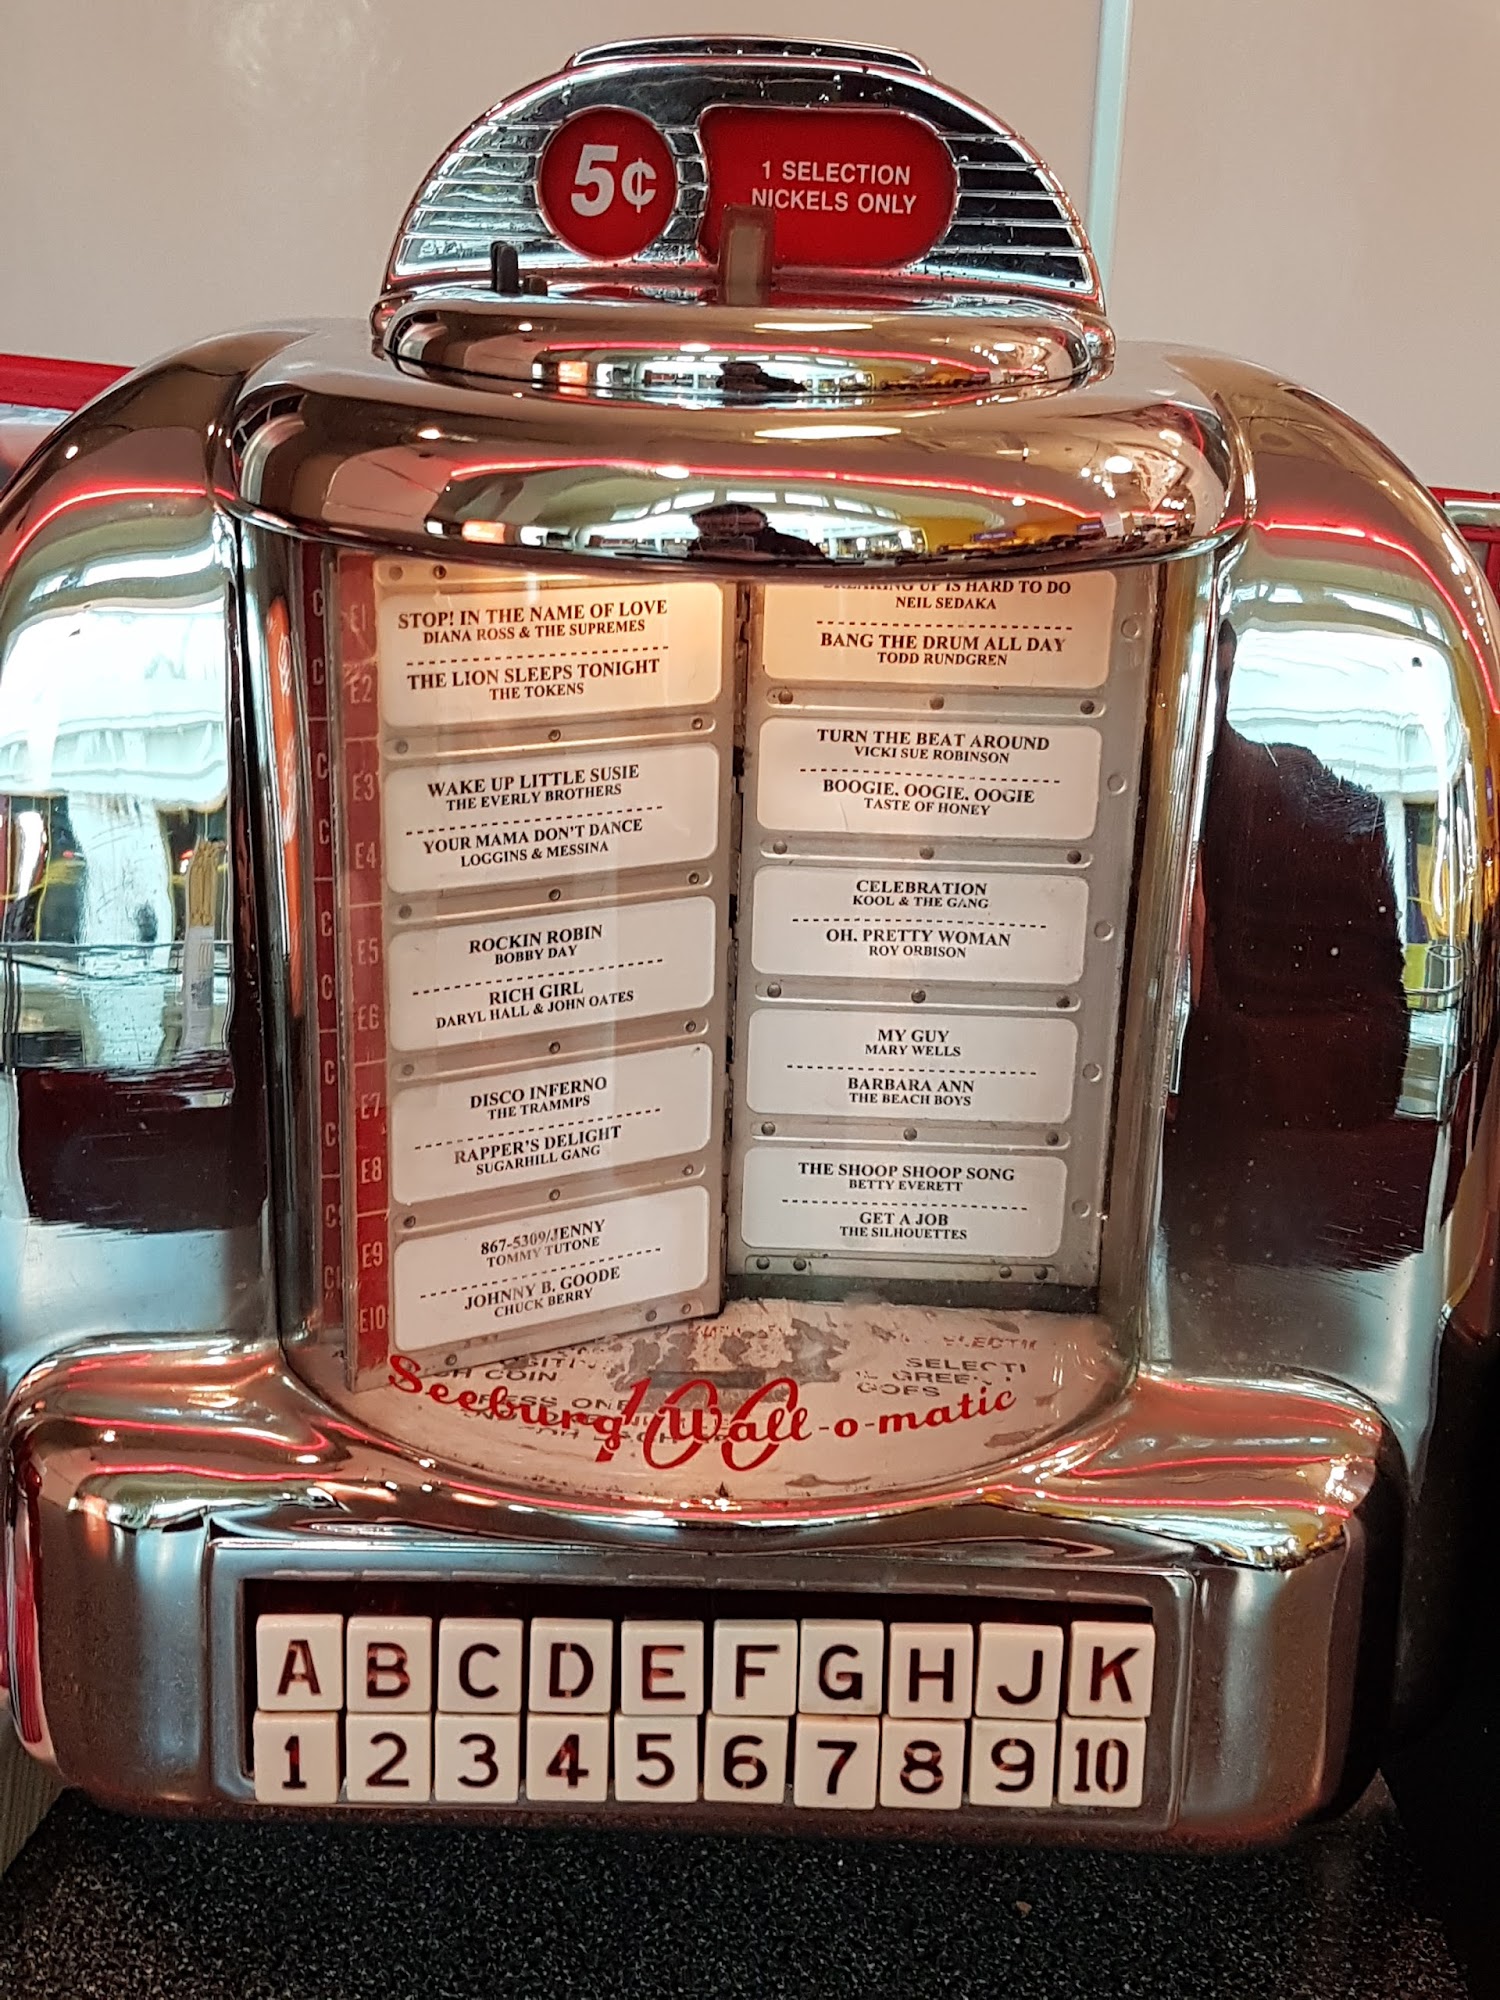 5¢
1 SELECTION
NICKELS ONLY
E1
STOP! IN THE NAME OF LOVE
DIANA ROSS & THE SUPREMES
E2
THE LION SLEEPS TONIGHT
THE TOKENS
E3
WAKE UP LITTLE SUSIE
THE EVERLY BROTHERS
E4
YOUR MAMA DON'T DANCE
LOGGINS & MESSINA
E5
ROCKIN ROBIN
BOBBY DAY
E6
RICH GIRL
DARYL HALL & JOHN OATES
E7
DISCO INFERNO
THE TRAMMPS
E8
RAPPER'S DELIGHT
SUGARHILL GANG
E9
867-5309/JENNY
TOMMY TUTONE
E10
JOHNNY B. GOODE
CHUCK BERRY
BREAKING UP IS HARD TO DO
NEIL SEDAKA
BANG THE DRUM ALL DAY
TODD RUNDGREN
TURN THE BEAT AROUND
VICKI SUE ROBINSON
BOOGIE, OOGIE, OOGIE
TASTE OF HONEY
CELEBRATION
KOOL & THE GANG
OH, PRETTY WOMAN
ROY ORBISON
MY GUY
MARY WELLS
BARBARA ANN
THE BEACH BOYS
THE SHOOP SHOOP SONG
BETTY EVERETT
GET A JOB
THE SILHOUETTES
COIN
Seeburg 100 Wall-o-matic
A B C D E F G H J K
1 2 3 4 5 6 7 8 9 10